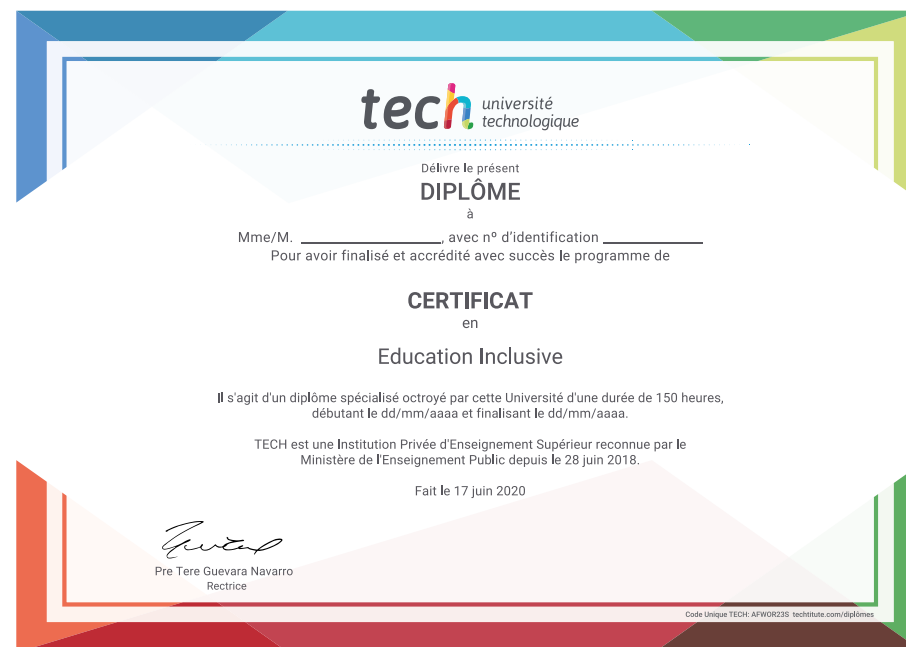 tech université
technologique
Délivre le présent
DIPLÔME
à
Mme/M. ____________________, avec nº d'identification ______________
Pour avoir finalisé et accrédité avec succès le programme de
CERTIFICAT
en
Education Inclusive
Il s'agit d'un diplôme spécialisé octroyé par cette Université d'une durée de 150 heures,
débutant le dd/mm/aaaa et finalisant le dd/mm/aaaa.
TECH est une Institution Privée d'Enseignement Supérieur reconnue par le
Ministère de l'Enseignement Public depuis le 28 juin 2018.
Fait le 17 juin 2020
Pre Tere Guevara Navarro
Rectrice
Code Unique TECH: AFWOR23S techtitute.com/diplômes